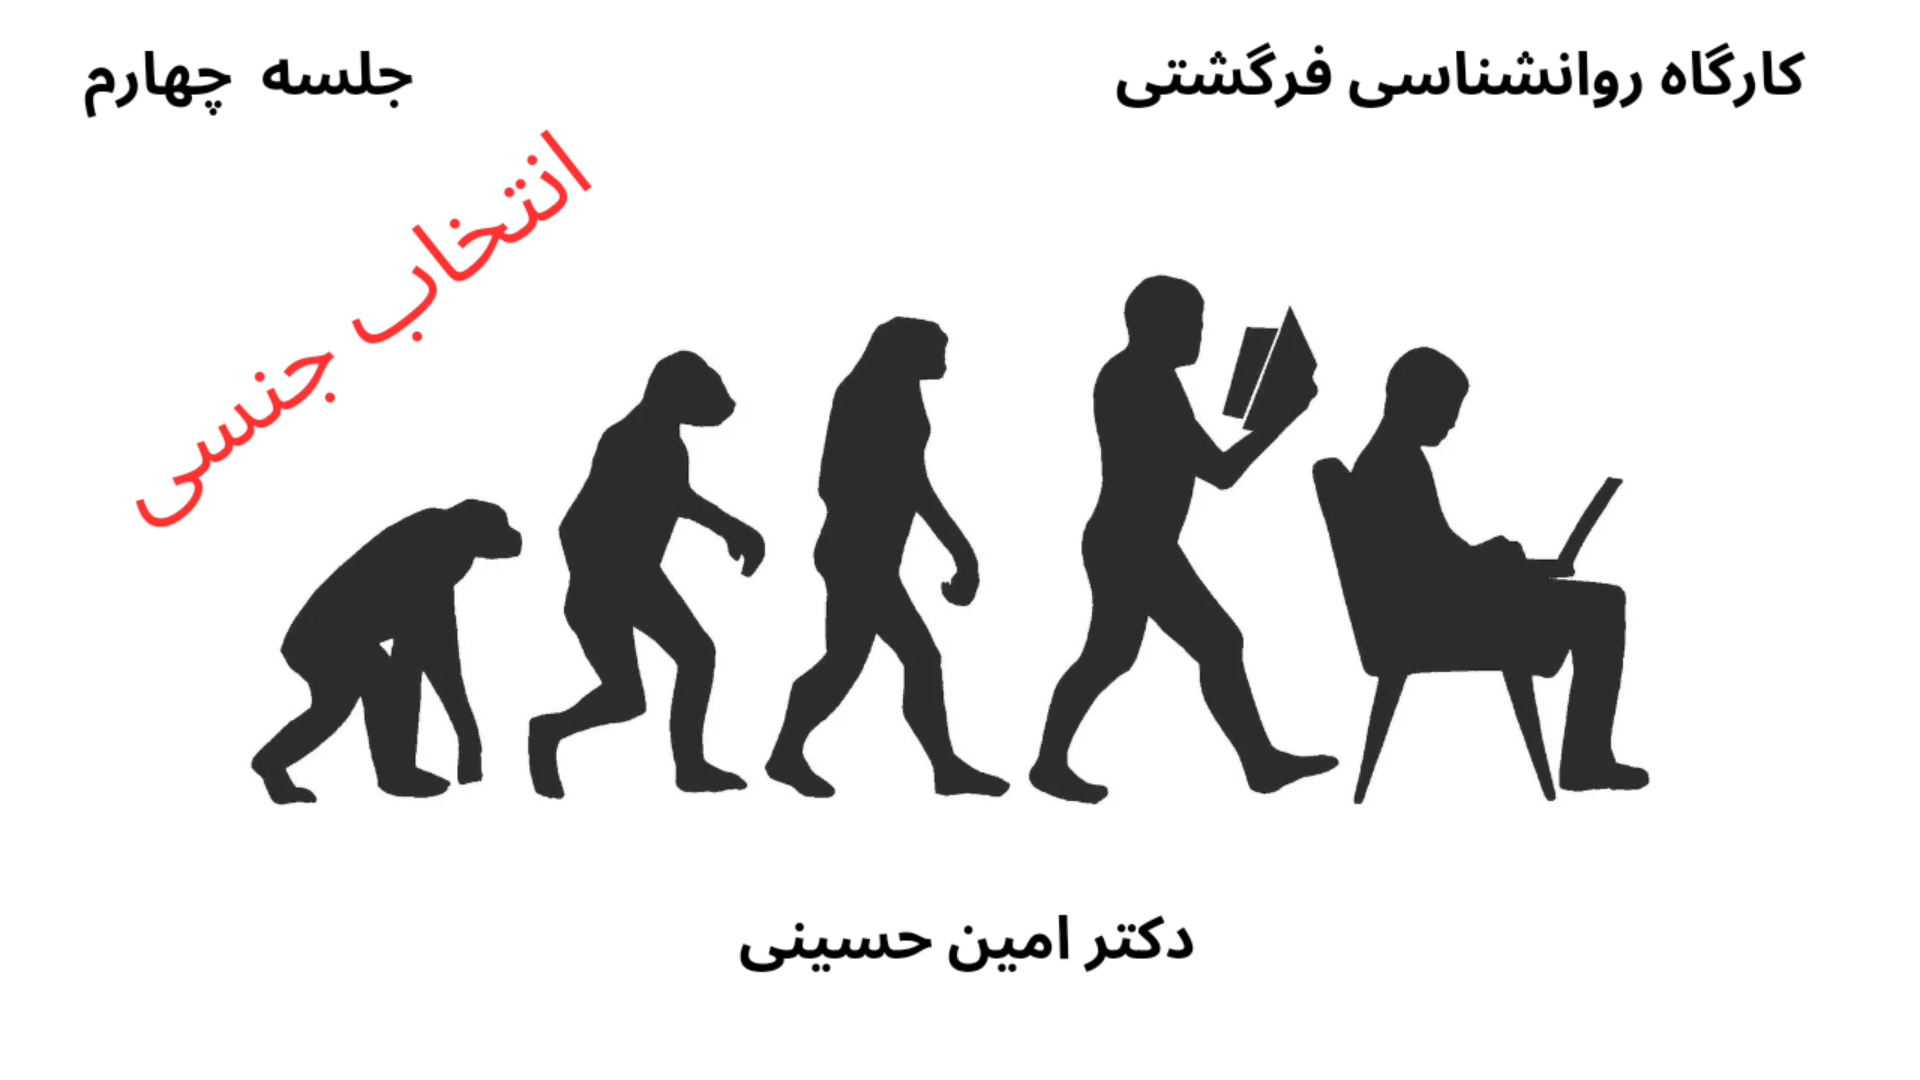 کارگاه روانشناسی فرگشتی
جلسه چهارم
انتخاب جنسی
دکتر امین حسینی